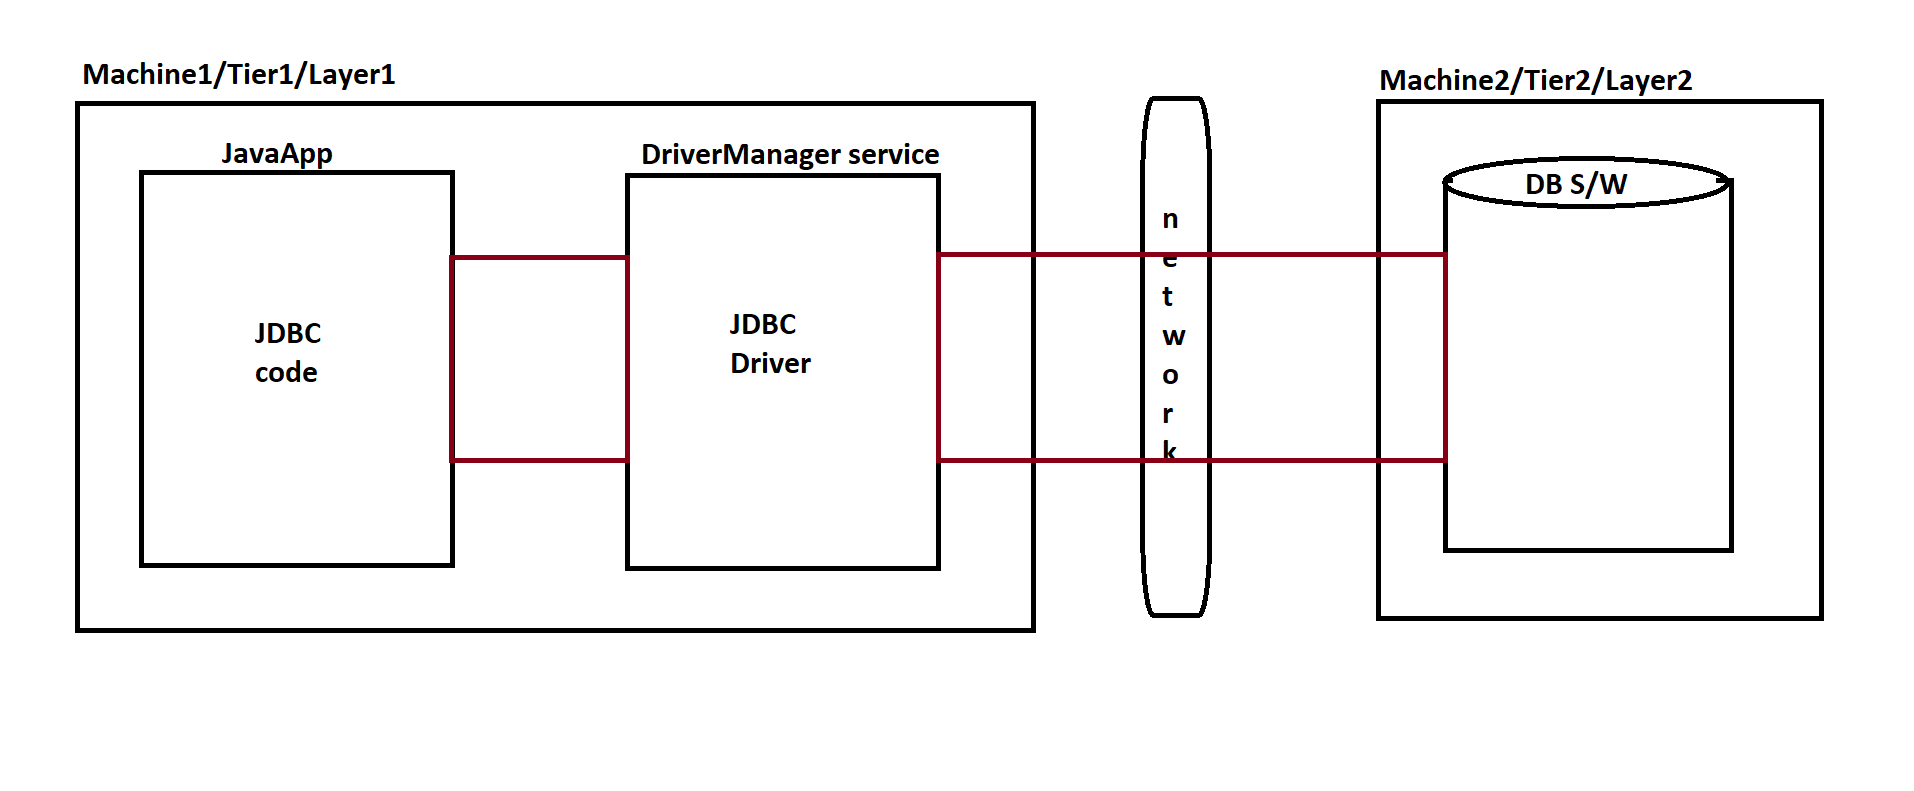 Machine1/Tier1/Layer1
Machine2/Tier2/Layer2
JavaApp
DriverManager service
DB S/W
JDBC
code
JDBC
Driver
n
e
t
w
o
r
k